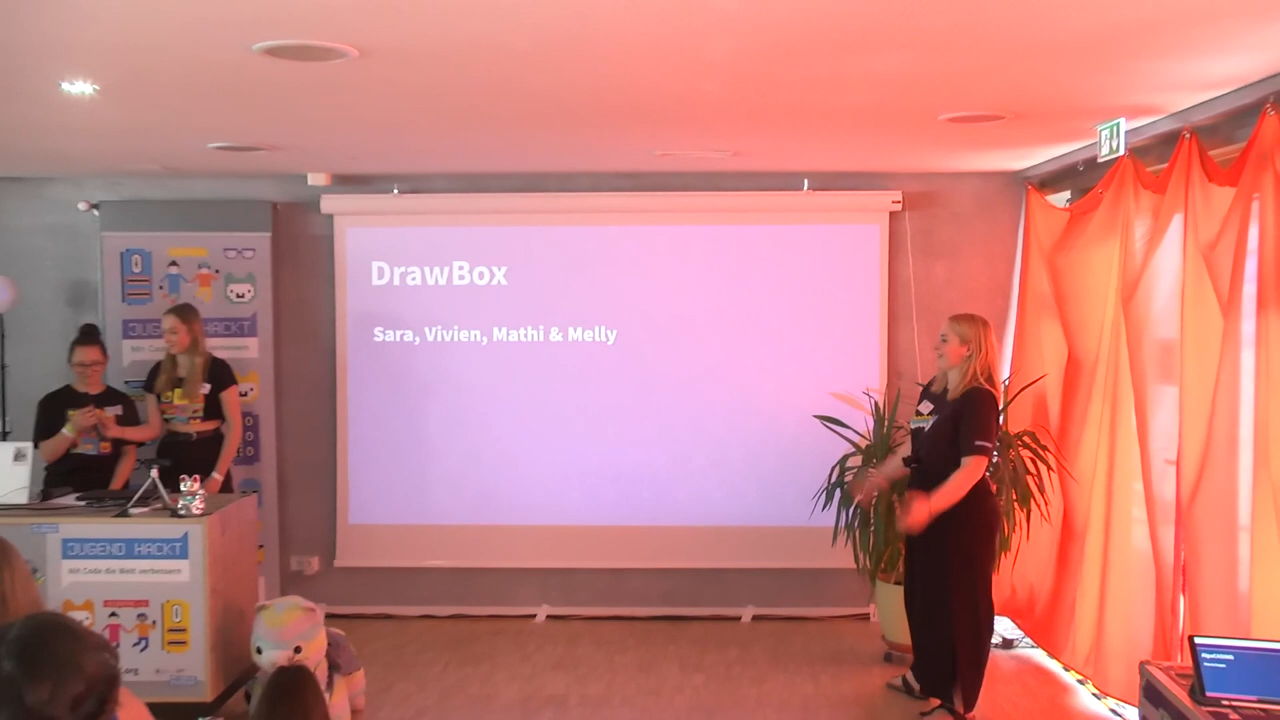 DrawBox
Sara, Vivien, Mathi & Melly
JUGEND HACKT
JUGEND HACKT
Mit Code die Welt verbessern